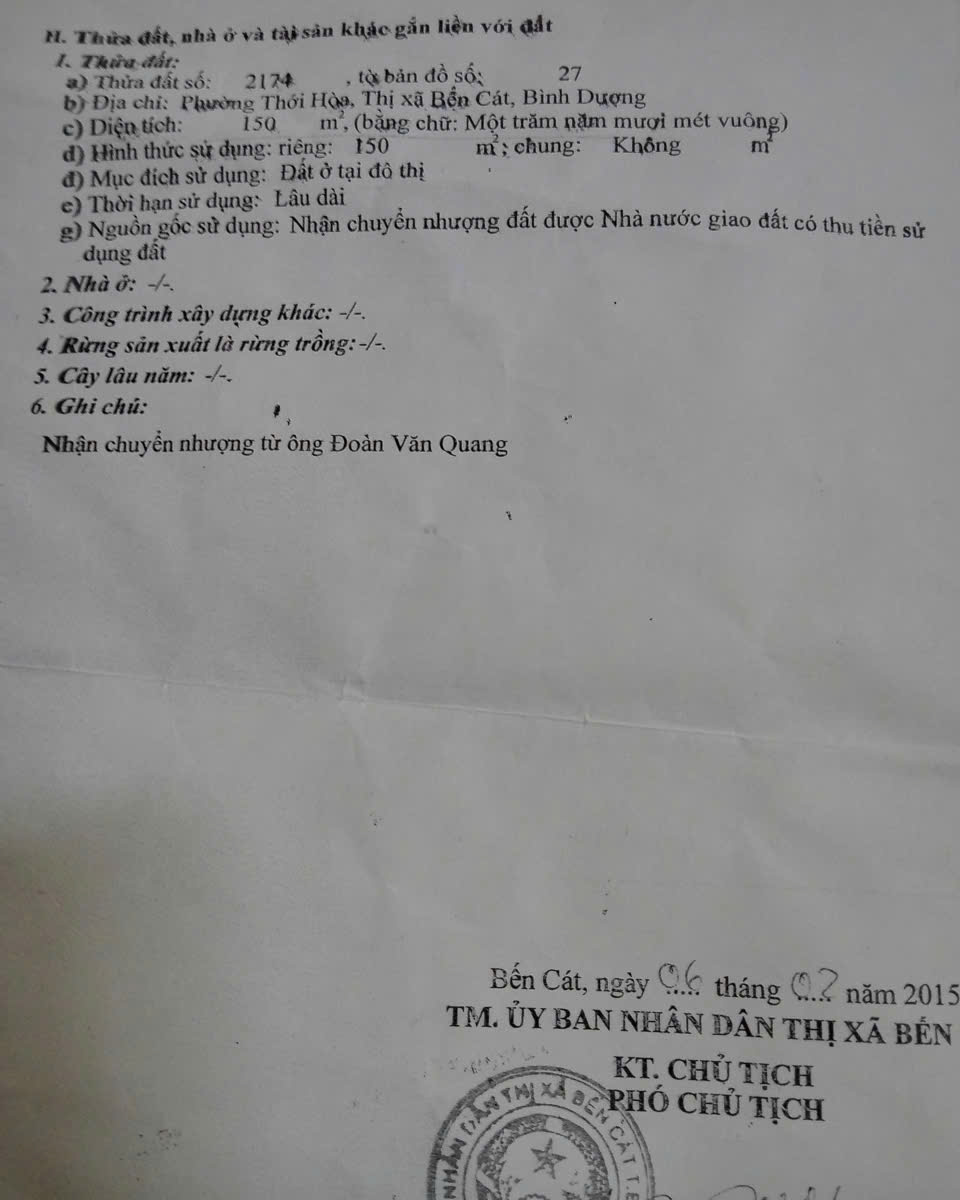 II. Thửa đất, nhà ở và tài sản khác gắn liền với đất
1. Thửa đất:
a) Thửa đất số: 2174 , tờ bản đồ số: 27
b) Địa chỉ: Phường Thới Hòa, Thị xã Bến Cát, Bình Dương
c) Diện tích: 150 m², (bằng chữ: Một trăm năm mươi mét vuông)
d) Hình thức sử dụng: riêng: 150 m²; chung: Không m²
đ) Mục đích sử dụng: Đất ở tại đô thị
e) Thời hạn sử dụng: Lâu dài
g) Nguồn gốc sử dụng: Nhận chuyển nhượng đất được Nhà nước giao đất có thu tiền sử
dụng đất
2. Nhà ở: -/-.
3. Công trình xây dựng khác: -/-.
4. Rừng sản xuất là rừng trồng: -/-.
5. Cây lâu năm: -/-.
6. Ghi chú:
Nhận chuyển nhượng từ ông Đoàn Văn Quang
Bến Cát, ngày 06 tháng 02 năm 2015
TM. ỦY BAN NHÂN DÂN THỊ XÃ BẾN
KT. CHỦ TỊCH
PHÓ CHỦ TỊCH
NHÂN DÂN THỊ XÃ BẾN CÁT T.